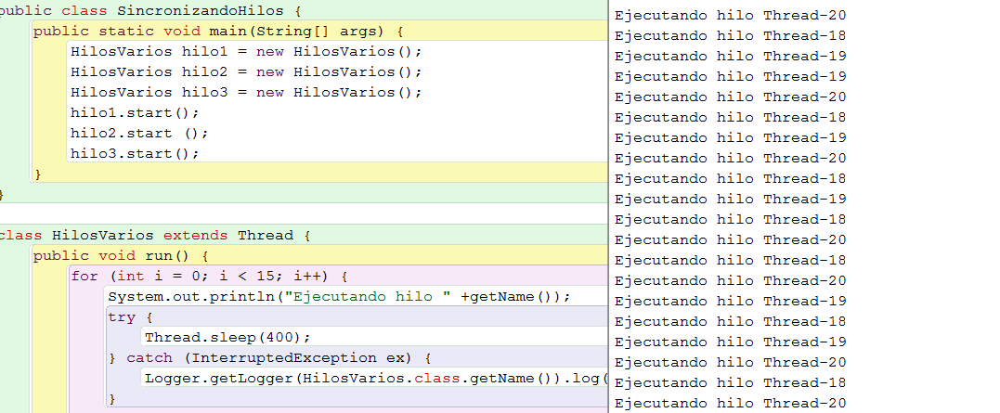 public class SincronizandoHilos {
public static void main(String[] args) {
HilosVarios hilo1 = new HilosVarios();
HilosVarios hilo2 = new HilosVarios();
HilosVarios hilo3 = new HilosVarios();
hilo1.start();
hilo2.start ();
hilo3.start();
}
}
class HilosVarios extends Thread {
public void run() {
for (int i = 0; i < 15; i++) {
System.out.println("Ejecutando hilo " +getName());
try {
Thread.sleep(400);
} catch (InterruptedException ex) {
Logger.getLogger(HilosVarios.class.getName()).log(
}
Ejecutando hilo Thread-20
Ejecutando hilo Thread-18
Ejecutando hilo Thread-19
Ejecutando hilo Thread-19
Ejecutando hilo Thread-20
Ejecutando hilo Thread-18
Ejecutando hilo Thread-19
Ejecutando hilo Thread-20
Ejecutando hilo Thread-18
Ejecutando hilo Thread-19
Ejecutando hilo Thread-18
Ejecutando hilo Thread-20
Ejecutando hilo Thread-18
Ejecutando hilo Thread-20
Ejecutando hilo Thread-19
Ejecutando hilo Thread-18
Ejecutando hilo Thread-19
Ejecutando hilo Thread-20
Ejecutando hilo Thread-18
Ejecutando hilo Thread-20